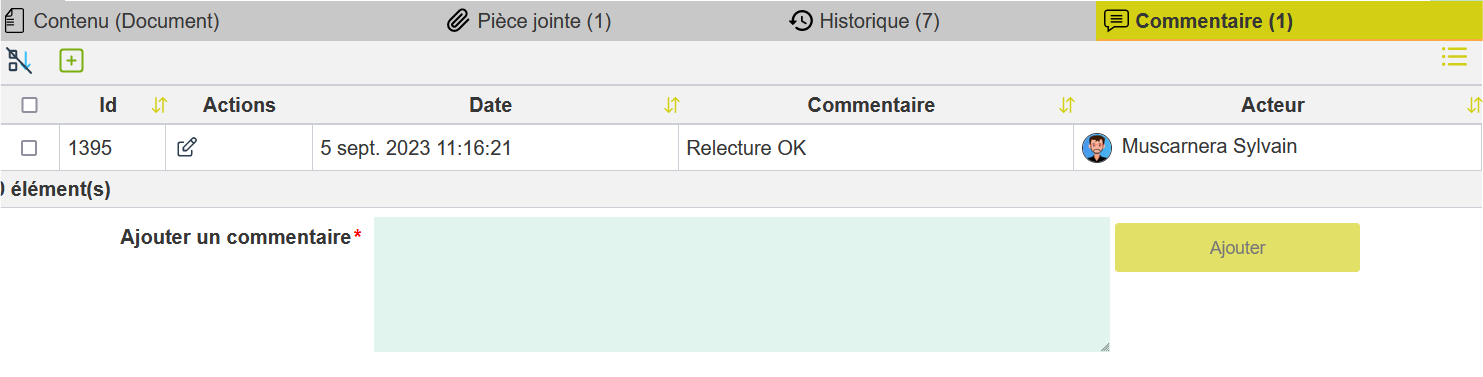 Contenu (Document) Pièce jointe (1) Historique (7) Commentaire (1)
Id Actions Date Commentaire Acteur
1395 5 sept. 2023 11:16:21 Relecture OK Muscarnera Sylvain
élément(s)
Ajouter un commentaire* Ajouter